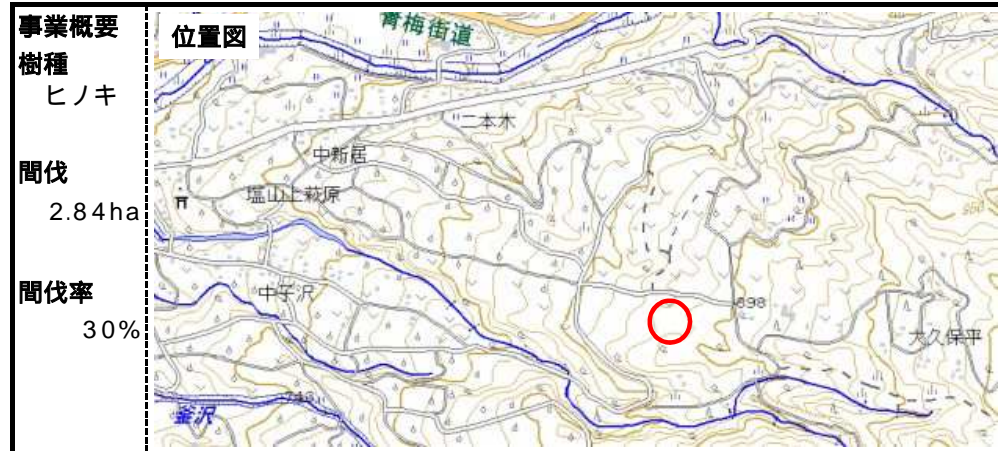 事業概要
樹種
ヒノキ
間伐
2.84ha
間伐率
30%
位置図
青梅街道
二本木
中新居
塩山上萩原
中子沢
898
大久保平
釜沢